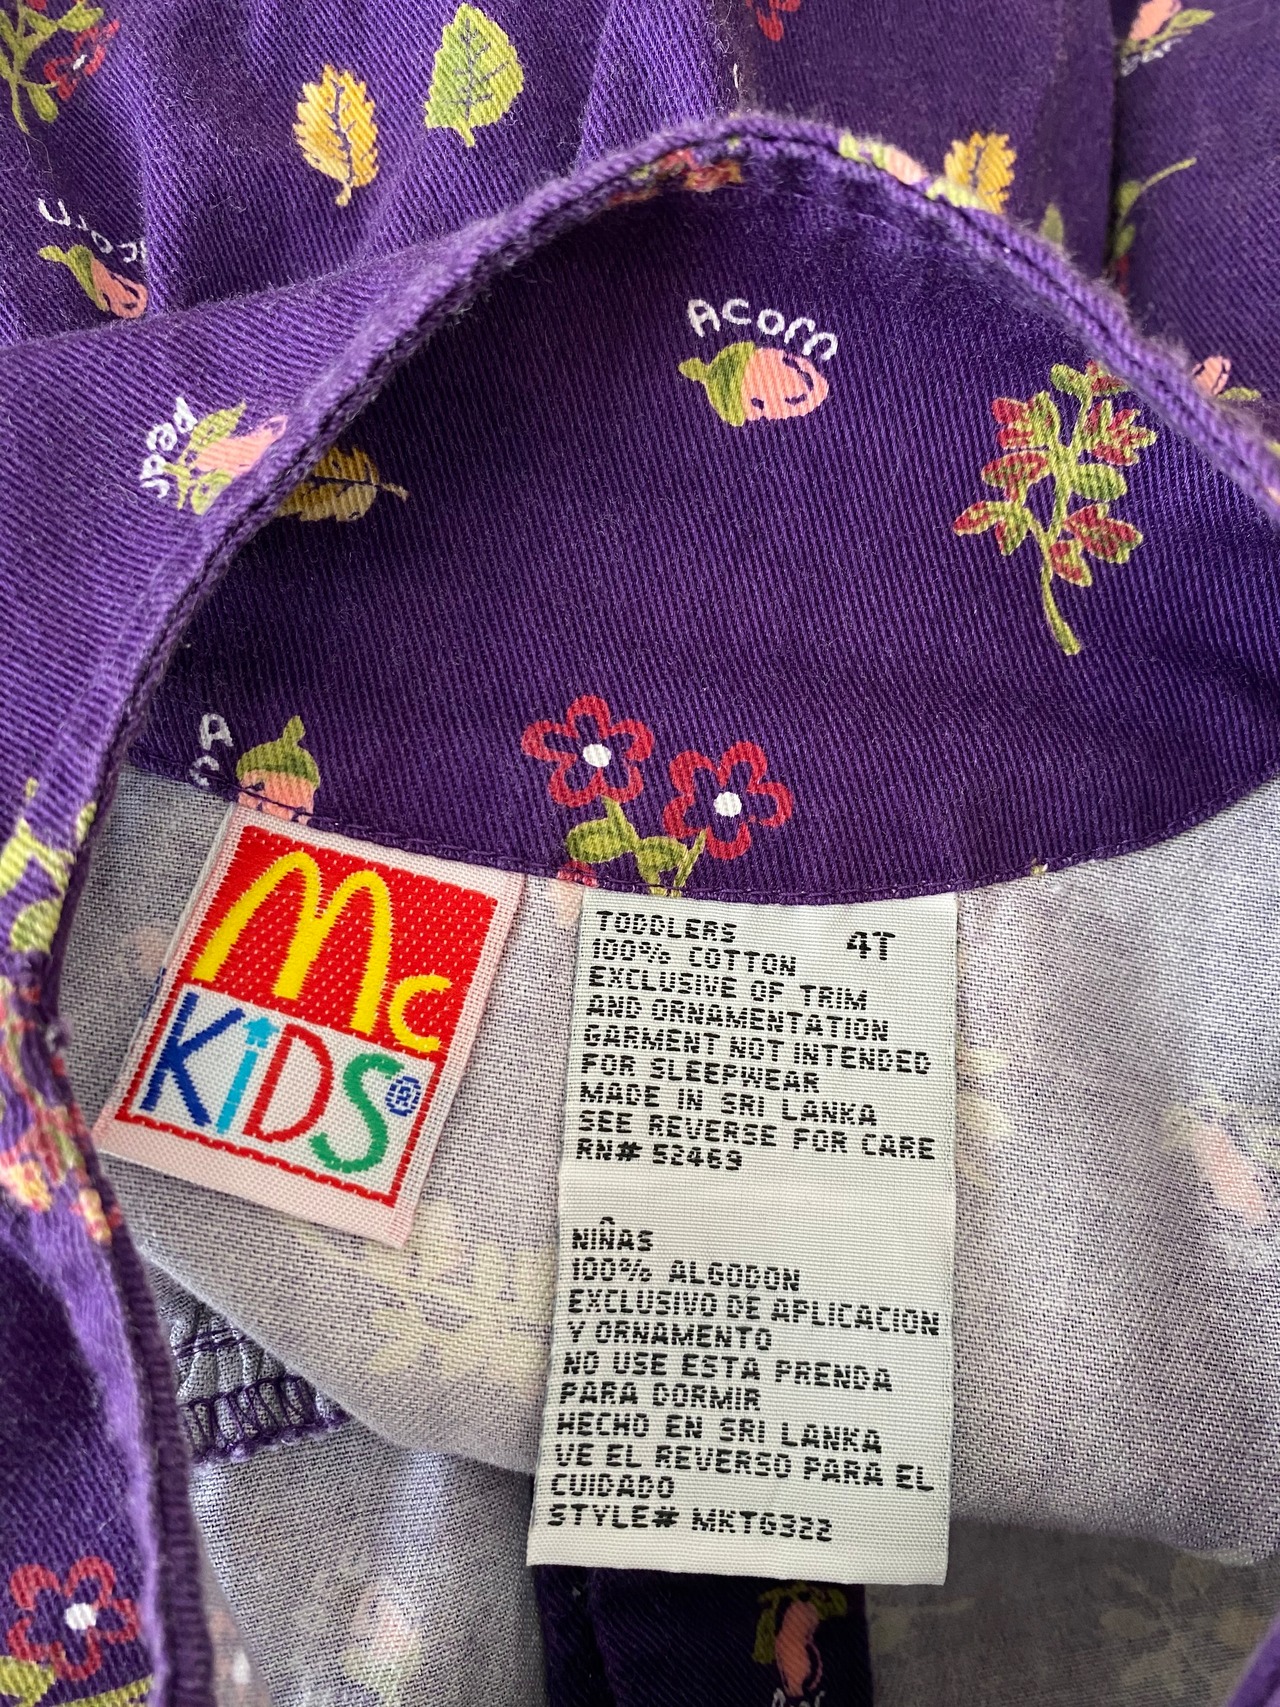 Acorn
Acorn
pear
Mc
KiDS®
TODDLERS 4T
100% COTTON
EXCLUSIVE OF TRIM
AND ORNAMENTATION
GARMENT NOT INTENDED
FOR SLEEPWEAR
MADE IN SRI LANKA
SEE REVERSE FOR CARE
RN# 52469
NIÑAS
100% ALGODON
EXCLUSIVO DE APLICACION
Y ORNAMENTO
NO USE ESTA PRENDA
PARA DORMIR
HECHO EN SRI LANKA
VE EL REVERSO PARA EL
CUIDADO
STYLE# MKTG322